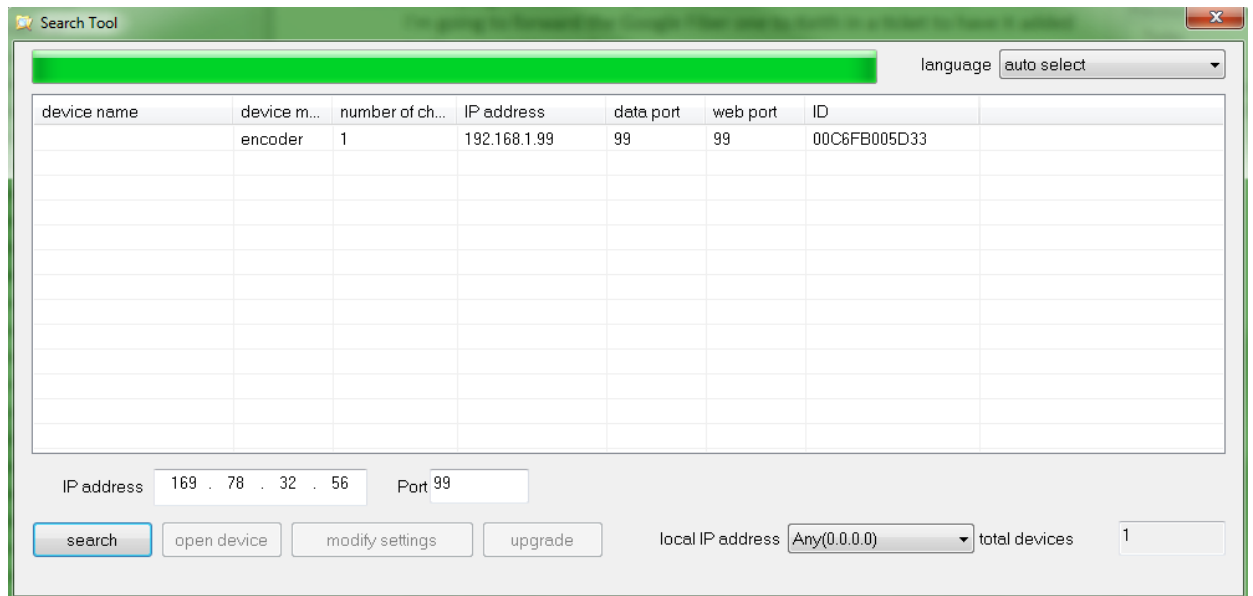 Search Tool
language auto select
device name device m... number of ch... IP address data port web port ID
encoder 1 192.168.1.99 99 99 00C6FB005D33
IP address 169 . 78 . 32 . 56 Port 99
search open device modify settings upgrade local IP address Any(0.0.0.0) total devices 1